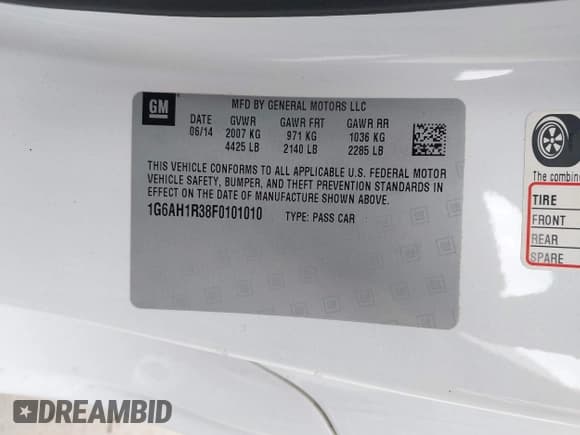 GM
MFD BY GENERAL MOTORS LLC
DATE GVWR GAWR FRT GAWR RR
06/14 2007 KG 971 KG 1036 KG
4425 LB 2140 LB 2285 LB
THIS VEHICLE CONFORMS TO ALL APPLICABLE U.S. FEDERAL MOTOR
VEHICLE SAFETY, BUMPER, AND THEFT PREVENTION STANDARDS IN
EFFECT ON THE DATE OF MANUFACTURE SHOWN ABOVE.
1G6AH1R38F0101010 TYPE: PASS CAR
The combin
TIRE
FRONT
REAR
SPARE
DREAMBID